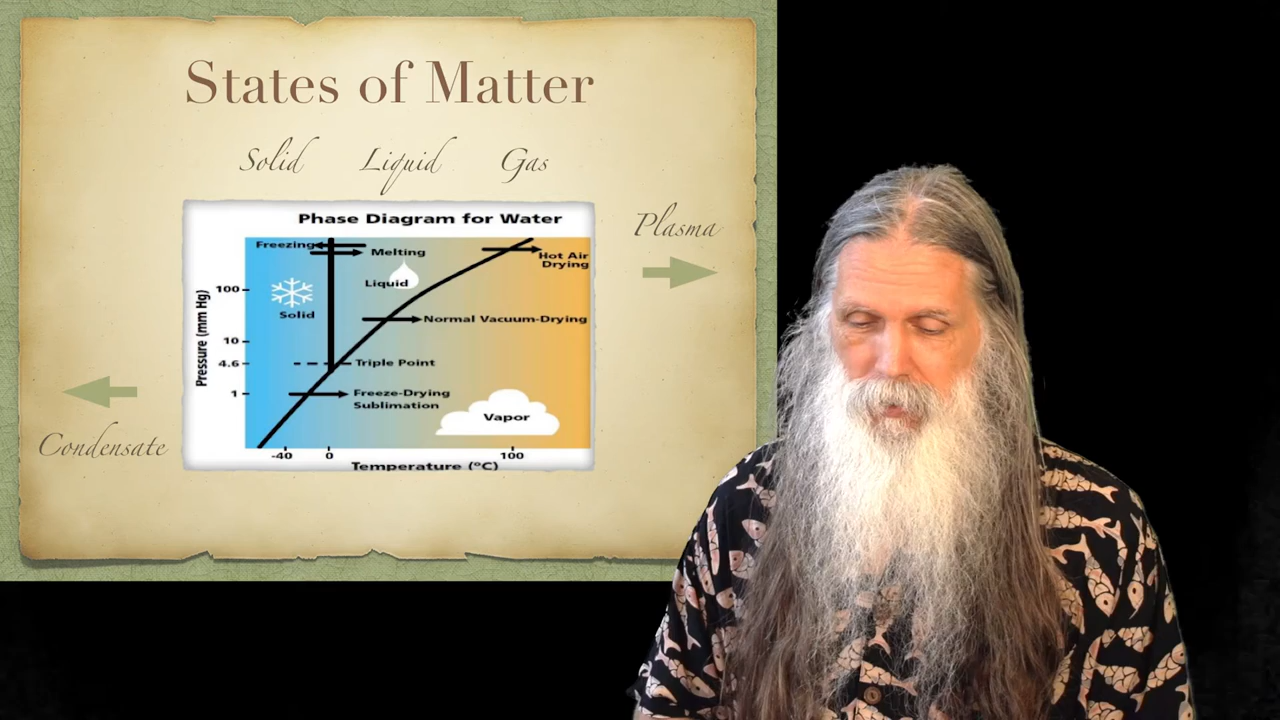 States of Matter
Solid Liquid Gas
Plasma
Phase Diagram for Water
Freezing
Melting
Hot Air
Drying
Liquid
100
Solid
Normal Vacuum-Drying
Pressure (mm Hg)
10
4.6
Triple Point
1
Freeze-Drying
Sublimation
Vapor
-40 0 100
Temperature (°C)
Condensate